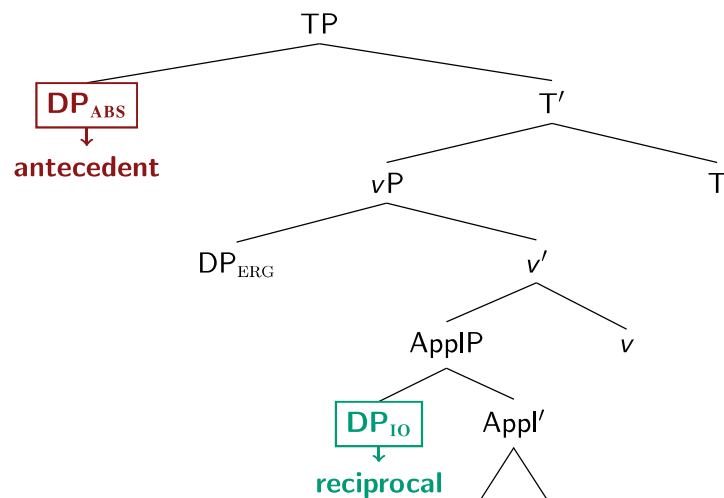 TP
DP_ABS
T′
antecedent
vP
T
DP_ERG
v′
ApplP
v
DP_IO
Appl′
reciprocal